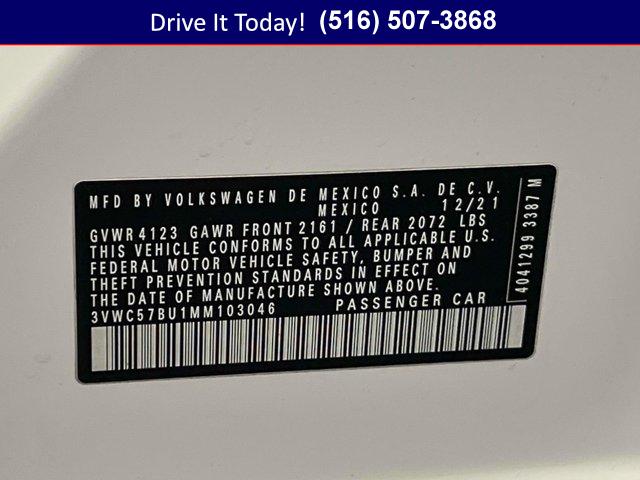 Drive It Today! (516) 507-3868
MFD BY VOLKSWAGEN DE MEXICO S.A. DE C.V.
MEXICO 12/21
GVWR 4123 GAWR FRONT 2161 / REAR 2072 LBS
THIS VEHICLE CONFORMS TO ALL APPLICABLE U.S.
FEDERAL MOTOR VEHICLE SAFETY, BUMPER AND
THEFT PREVENTION STANDARDS IN EFFECT ON
THE DATE OF MANUFACTURE SHOWN ABOVE.
3VWC57BU1MM103046 PASSENGER CAR
4041299 3387 M